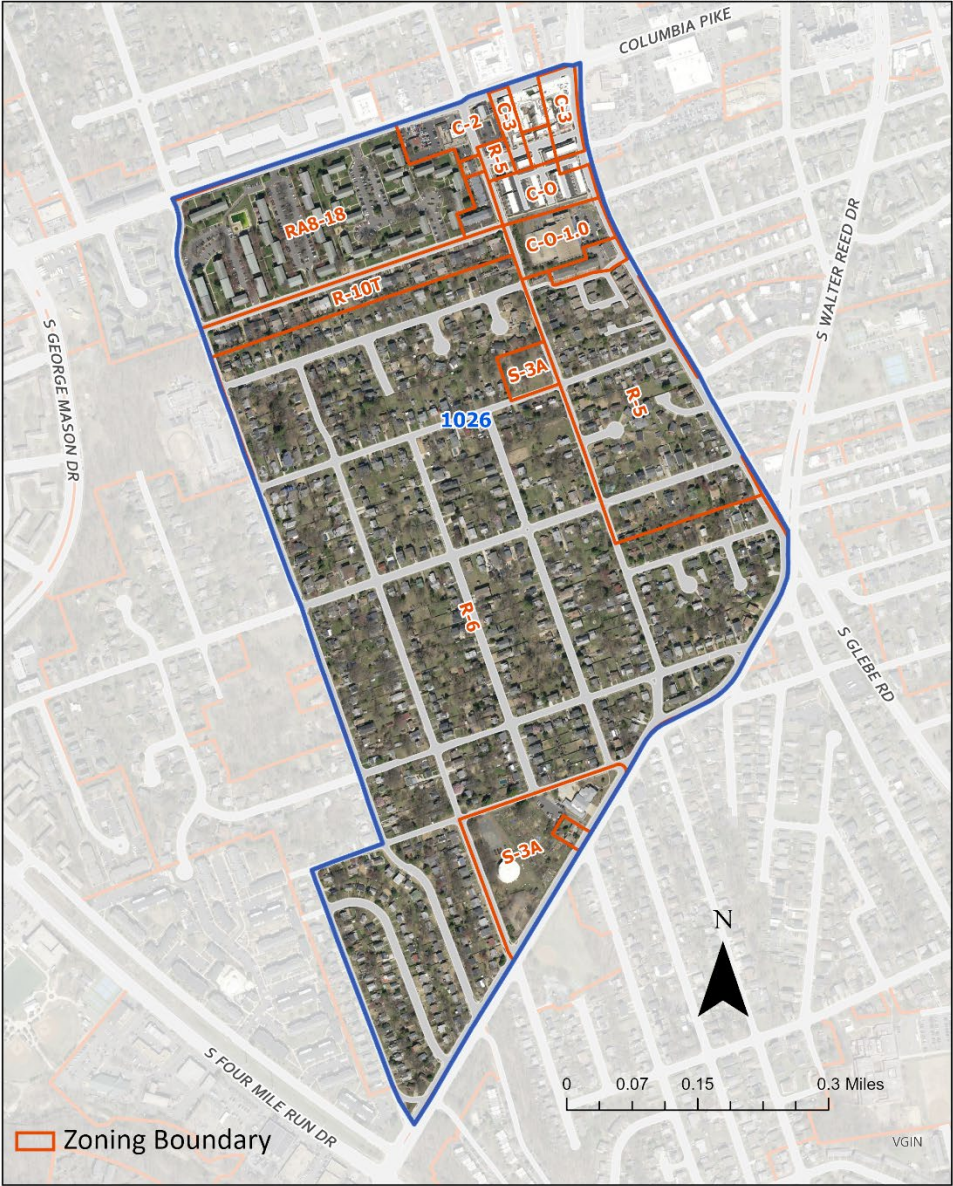 COLUMBIA PIKE
C-2
C-3
C-3
R-5
C-O
RA8-18
C-O-1.0
R-10T
S WALTER REED DR
S GEORGE MASON DR
S-3A
R-5
1026
R-6
S GLEBE RD
S-3A
N
S FOUR MILE RUN DR
0 0.07 0.15 0.3 Miles
Zoning Boundary
VGIN